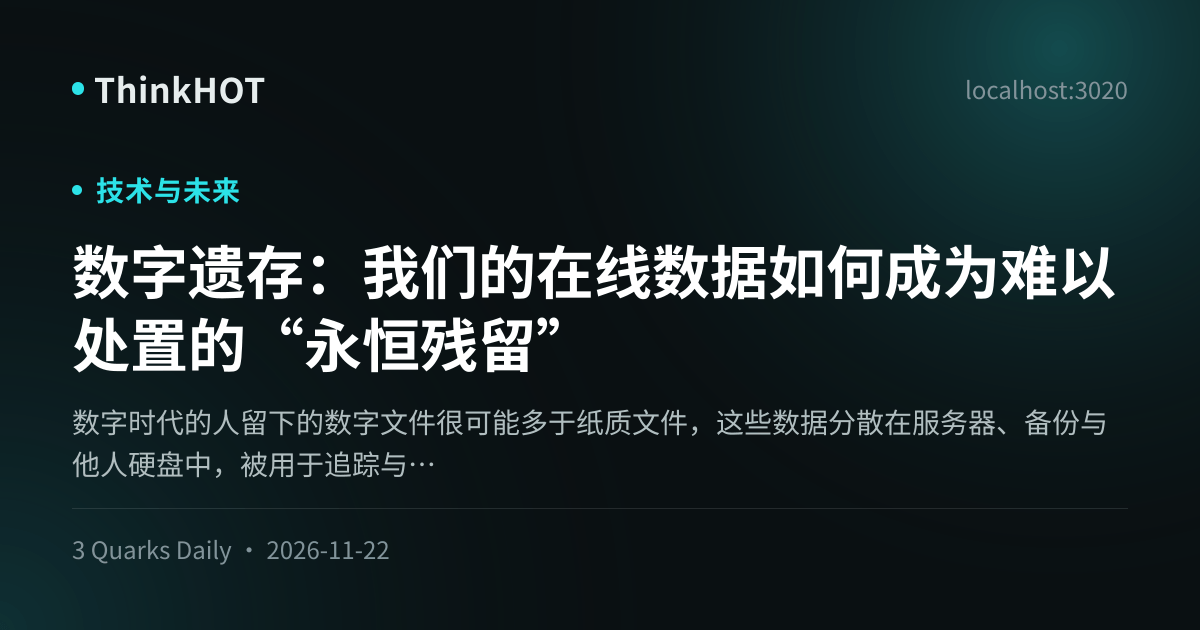 ThinkHOT
localhost:3020
技术与未来
数字遗存：我们的在线数据如何成为难以
处置的“永恒残留”
数字时代的人留下的数字文件很可能多于纸质文件，这些数据分散在服务器、备份与
他人硬盘中，被用于追踪与…
3 Quarks Daily • 2026-11-22